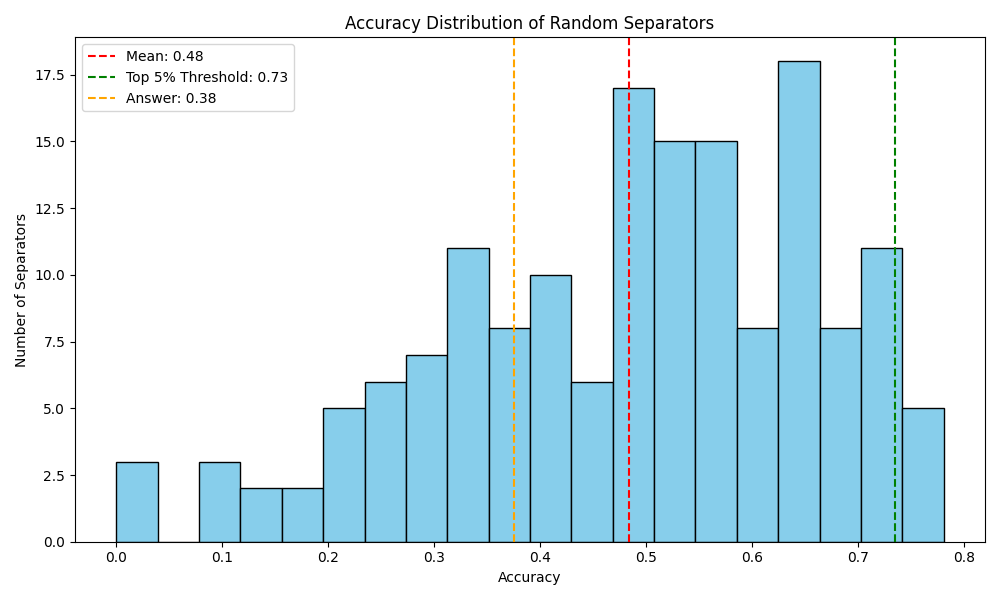 Accuracy Distribution of Random Separators
Mean: 0.48
Top 5% Threshold: 0.73
Answer: 0.38
Number of Separators
17.5
15.0
12.5
10.0
7.5
5.0
2.5
0.0
0.0 0.1 0.2 0.3 0.4 0.5 0.6 0.7 0.8
Accuracy